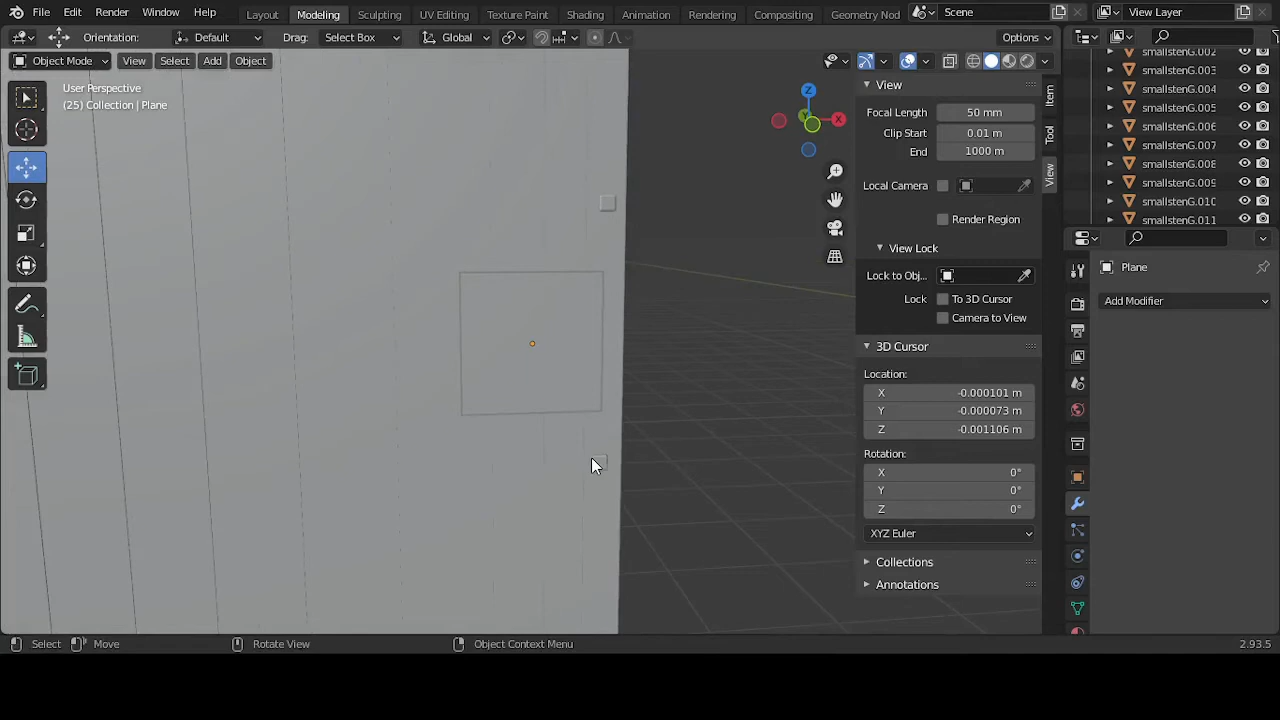 File Edit Render Window Help Layout Modeling Sculpting UV Editing Texture Paint Shading Animation Rendering Compositing Geometry Nod Scene View Layer
Orientation: Default Drag: Select Box Global Options
Object Mode View Select Add Object
User Perspective
(25) Collection | Plane
Z
X
Y
View
Focal Length 50 mm
Clip Start 0.01 m
End 1000 m
Local Camera
Render Region
View Lock
Lock to Obj...
Lock To 3D Cursor
Camera to View
3D Cursor
Location:
X -0.000101 m
Y -0.000073 m
Z -0.001106 m
Rotation:
X 0°
Y 0°
Z 0°
XYZ Euler
Collections
Annotations
Item
Tool
View
smallstenG.002
smallstenG.003
smallstenG.004
smallstenG.005
smallstenG.006
smallstenG.007
smallstenG.008
smallstenG.009
smallstenG.010
smallstenG.011
Plane
Add Modifier
Select Move Rotate View Object Context Menu 2.93.5